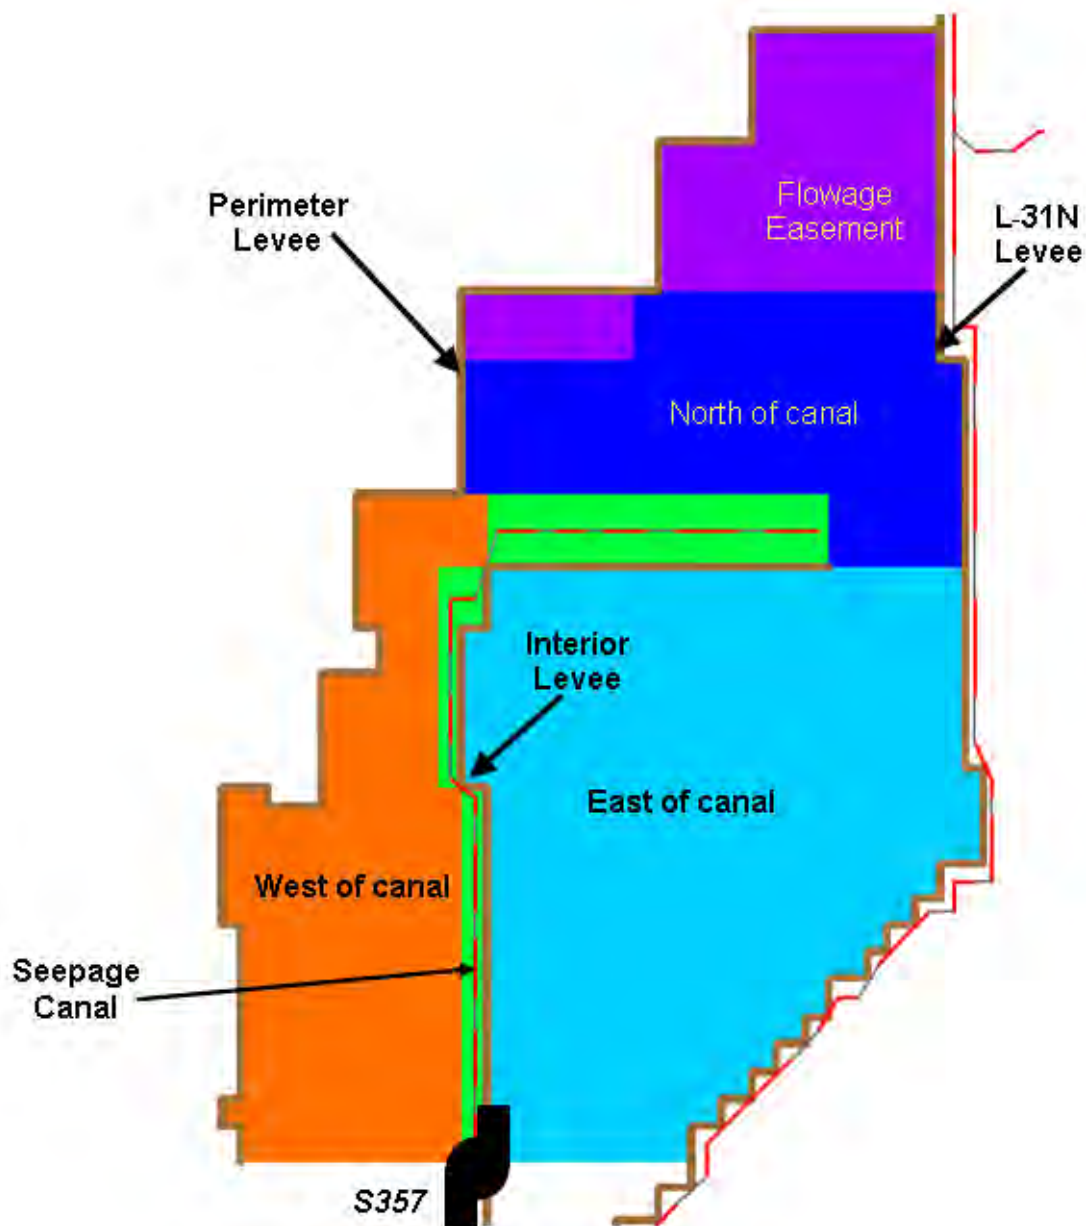 Flowage
Easement
Perimeter
Levee
L-31N
Levee
North of canal
Interior
Levee
East of canal
West of canal
Seepage
Canal
S357